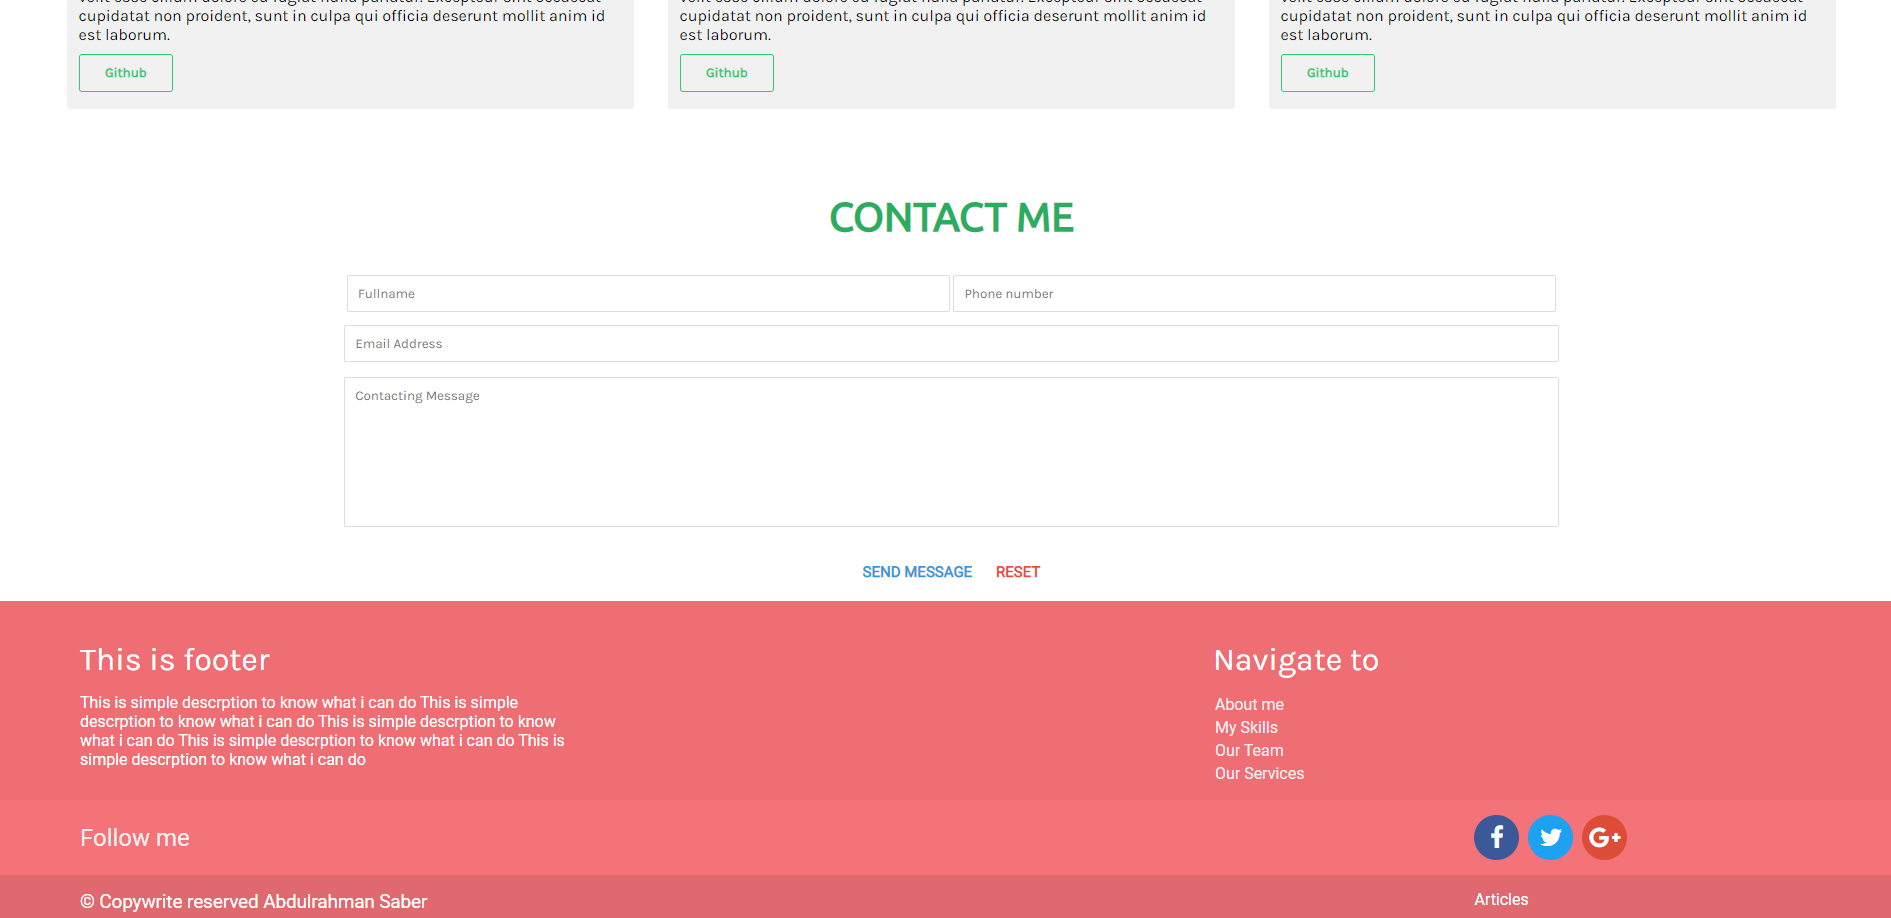 cupidatat non proident, sunt in culpa qui officia deserunt mollit anim id
est laborum.
Github
cupidatat non proident, sunt in culpa qui officia deserunt mollit anim id
est laborum.
Github
cupidatat non proident, sunt in culpa qui officia deserunt mollit anim id
est laborum.
Github
CONTACT ME
Fullname
Phone number
Email Address
Contacting Message
SEND MESSAGE
RESET
This is footer
This is simple descrption to know what i can do This is simple
descrption to know what i can do This is simple descrption to know
what i can do This is simple descrption to know what i can do This is
simple descrption to know what i can do
Navigate to
About me
My Skills
Our Team
Our Services
Follow me
f
G+
© Copywrite reserved Abdulrahman Saber
Articles